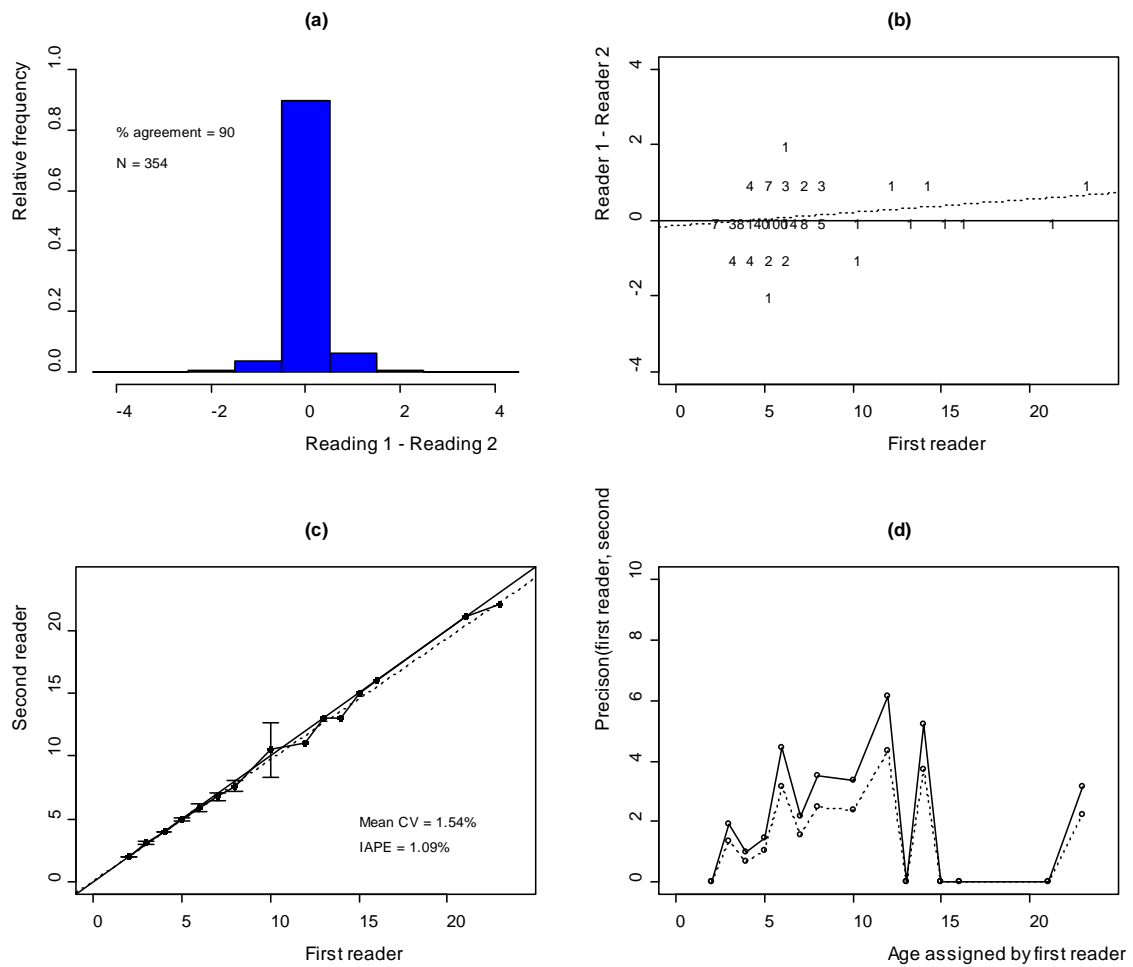 (a)
Relative frequency
1.0
0.8
0.6
0.4
0.2
0.0
% agreement = 90
N = 354
-4 -2 0 2 4
Reading 1 - Reading 2
(b)
Reader 1 - Reader 2
4
2
0
-2
-4
1
4 7 3 2 3 1 1 1
7 38 140 100 14 8 5 1 1 1 1 1
4 4 2 2 1
1
0 5 10 15 20
First reader
(c)
Second reader
20
15
10
5
0
Mean CV = 1.54%
IAPE = 1.09%
0 5 10 15 20
First reader
(d)
Precison(first reader, second
10
8
6
4
2
0
0 5 10 15 20
Age assigned by first reader